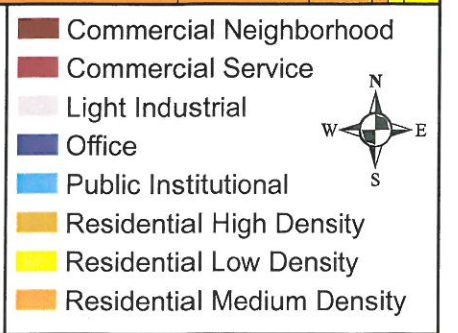 Commercial Neighborhood
Commercial Service
Light Industrial
Office
Public Institutional
Residential High Density
Residential Low Density
Residential Medium Density
N
W E
S